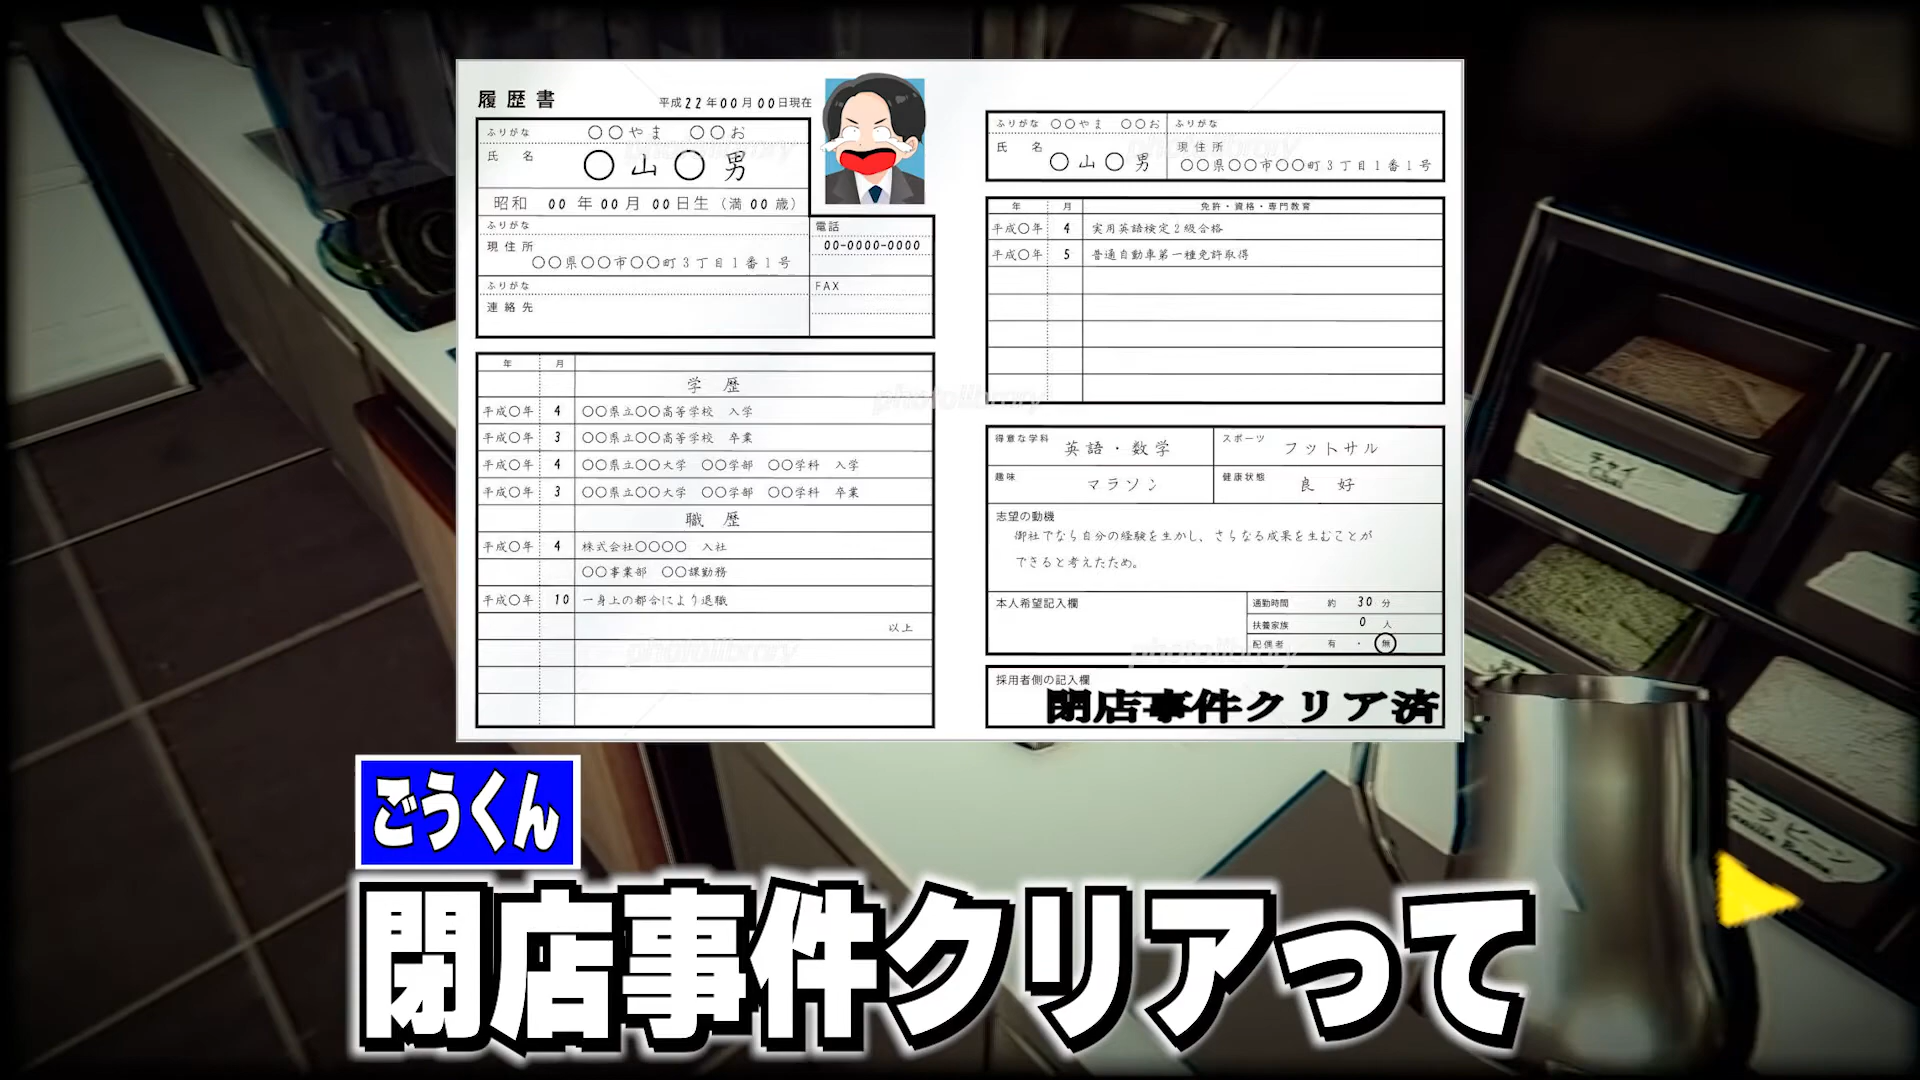 履歴書
平成22年00月00日現在
ふりがな ○○やま ○○お
氏 名 ○山○男
昭和 00年00月00日生（満00歳）
ふりがな
現住所
○○県○○市○○町3丁目1番1号
電話
00-0000-0000
ふりがな
連絡先
FAX
年 月
学 歴
平成○年 4 ○○県立○○高等学校 入学
平成○年 3 ○○県立○○高等学校 卒業
平成○年 4 ○○県立○○大学 ○○学部 ○○学科 入学
平成○年 3 ○○県立○○大学 ○○学部 ○○学科 卒業
職 歴
平成○年 4 株式会社○○○○ 入社
○○事業部 ○○課勤務
平成○年 10 一身上の都合により退職
以上
ふりがな ○○やま ○○お ふりがな
氏 名 ○山○男
現住所
○○県○○市○○町3丁目1番1号
年 月 免許・資格・専門教育
平成○年 4 実用英語検定2級合格
平成○年 5 普通自動車第一種免許取得
得意な学科 英語・数学
スポーツ フットサル
趣味 マラソン
健康状態 良 好
志望の動機
御社でなら自分の経験を生かし、さらなる成果を生むことが
できると考えたため。
本人希望記入欄
通勤時間 約 30 分
扶養家族 0 人
配偶者 有 ・ 無
採用者側の記入欄
閉店事件クリア済
photolibrary
チャイ
Chai
ニラビーン
ごうくん
閉店事件クリアって